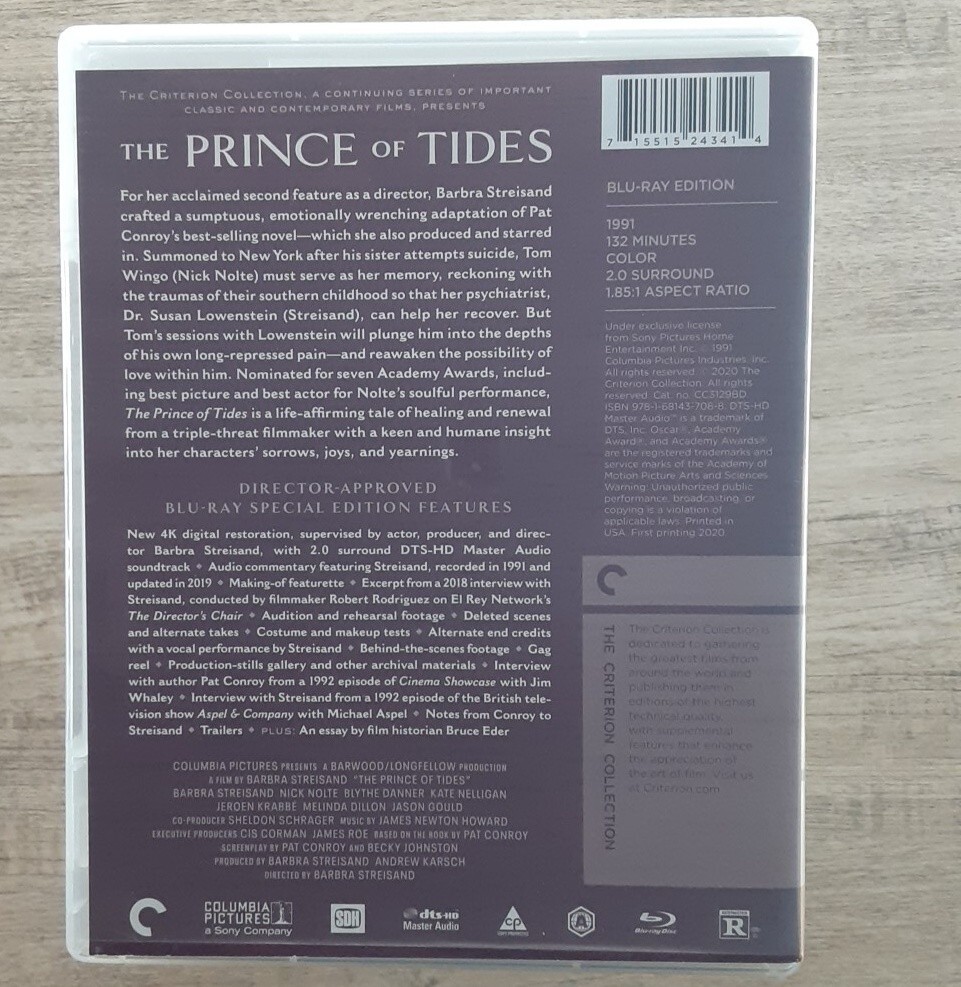 THE CRITERION COLLECTION, A CONTINUING SERIES OF IMPORTANT
CLASSIC AND CONTEMPORARY FILMS, PRESENTS
THE PRINCE OF TIDES
For her acclaimed second feature as a director, Barbra Streisand
crafted a sumptuous, emotionally wrenching adaptation of Pat
Conroy's best-selling novel—which she also produced and starred
in. Summoned to New York after his sister attempts suicide, Tom
Wingo (Nick Nolte) must serve as her memory, reckoning with
the traumas of their southern childhood so that her psychiatrist,
Dr. Susan Lowenstein (Streisand), can help her recover. But
Tom's sessions with Lowenstein will plunge him into the depths
of his own long-repressed pain—and reawaken the possibility of
love within him. Nominated for seven Academy Awards, includ-
ing best picture and best actor for Nolte's soulful performance,
The Prince of Tides is a life-affirming tale of healing and renewal
from a triple-threat filmmaker with a keen and humane insight
into her characters' sorrows, joys, and yearnings.
DIRECTOR-APPROVED
BLU-RAY SPECIAL EDITION FEATURES
New 4K digital restoration, supervised by actor, producer, and direc-
tor Barbra Streisand, with 2.0 surround DTS-HD Master Audio
soundtrack • Audio commentary featuring Streisand, recorded in 1991 and
updated in 2019 • Making-of featurette • Excerpt from a 2018 interview with
Streisand, conducted by filmmaker Robert Rodriguez on El Rey Network's
The Director's Chair • Audition and rehearsal footage • Deleted scenes
and alternate takes • Costume and makeup tests • Alternate end credits
with a vocal performance by Streisand • Behind-the-scenes footage • Gag
reel • Production-stills gallery and other archival materials • Interview
with author Pat Conroy from a 1992 episode of Cinema Showcase with Jim
Whaley • Interview with Streisand from a 1992 episode of the British tele-
vision show Aspel & Company with Michael Aspel • Notes from Conroy to
Streisand • Trailers • PLUS: An essay by film historian Bruce Eder
COLUMBIA PICTURES PRESENTS A BARWOOD/LONGFELLOW PRODUCTION
A FILM BY BARBRA STREISAND "THE PRINCE OF TIDES"
BARBRA STREISAND NICK NOLTE BLYTHE DANNER KATE NELLIGAN
JEROEN KRABBE MELINDA DILLON JASON GOULD
CO-PRODUCER SHELDON SCHRAGER MUSIC BY JAMES NEWTON HOWARD
EXECUTIVE PRODUCERS CIS CORMAN JAMES ROE BASED ON THE BOOK BY PAT CONROY
SCREENPLAY BY PAT CONROY AND BECKY JOHNSTON
PRODUCED BY BARBRA STREISAND ANDREW KARSCH
DIRECTED BY BARBRA STREISAND
7 15515 24341 4
BLU-RAY EDITION
1991
132 MINUTES
COLOR
2.0 SURROUND
1.85:1 ASPECT RATIO
Under exclusive license
from Sony Pictures Home
Entertainment Inc. © 1991
Columbia Pictures Industries, Inc.
All rights reserved. © 2020 The
Criterion Collection. All rights
reserved. Cat. no. CC3129BD.
ISBN 978-1-68143-706-8. DTS-HD
Master Audio™ is a trademark of
DTS, Inc. Oscar®, Academy
Award®, and Academy Awards®
are the registered trademarks and
service marks of the Academy of
Motion Picture Arts and Sciences.
Warning: Unauthorized public
performance, broadcasting, or
copying is a violation of
applicable laws. Printed in
USA. First printing 2020.
THE CRITERION COLLECTION
The Criterion Collection is
dedicated to gathering
the greatest films from
around the world and
publishing them in
editions of the highest
technical quality,
with supplemental
features that enhance
the appreciation of
the art of film. Visit us
at Criterion.com
COLUMBIA
PICTURES
a Sony Company
SDH
dts-HD
Master Audio
CP
A
Blu-ray Disc
RESTRICTED
R